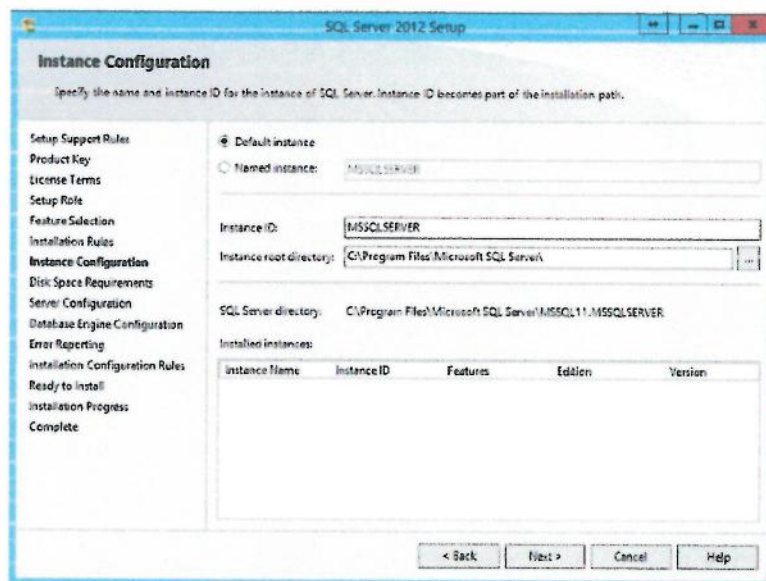 SQL Server 2012 Setup
Instance Configuration
Specify the name and instance ID for the instance of SQL Server. Instance ID becomes part of the installation path.
Setup Support Rules
Product Key
License Terms
Setup Role
Feature Selection
Installation Rules
Instance Configuration
Disk Space Requirements
Server Configuration
Database Engine Configuration
Error Reporting
Installation Configuration Rules
Ready to Install
Installation Progress
Complete
Default instance
Named instance: MSSQLSERVER
Instance ID: MSSQLSERVER
Instance root directory: C:\Program Files\Microsoft SQL Server\ ...
SQL Server directory: C:\Program Files\Microsoft SQL Server\MSSQL11.MSSQLSERVER
Installed instances:
Instance Name Instance ID Features Edition Version
< Back Next > Cancel Help